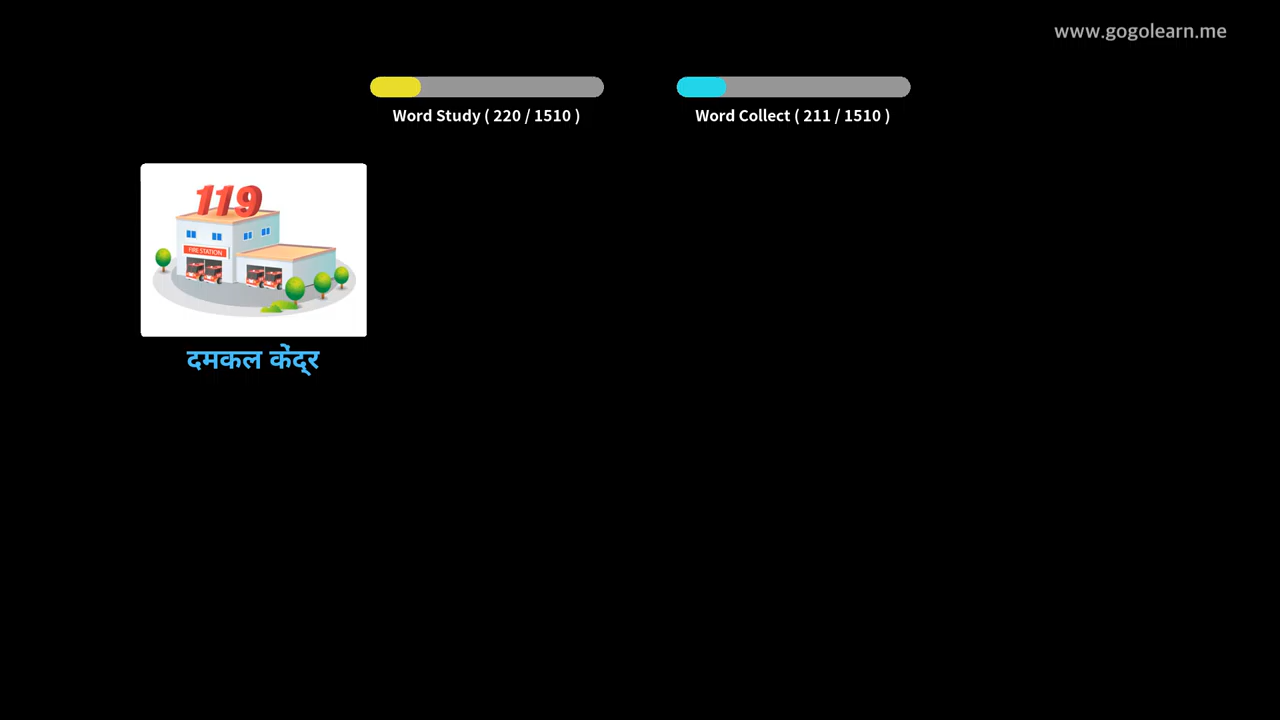 www.gogolearn.me
Word Study ( 220 / 1510 )
Word Collect ( 211 / 1510 )
119
FIRE STATION
दमकल केंद्र